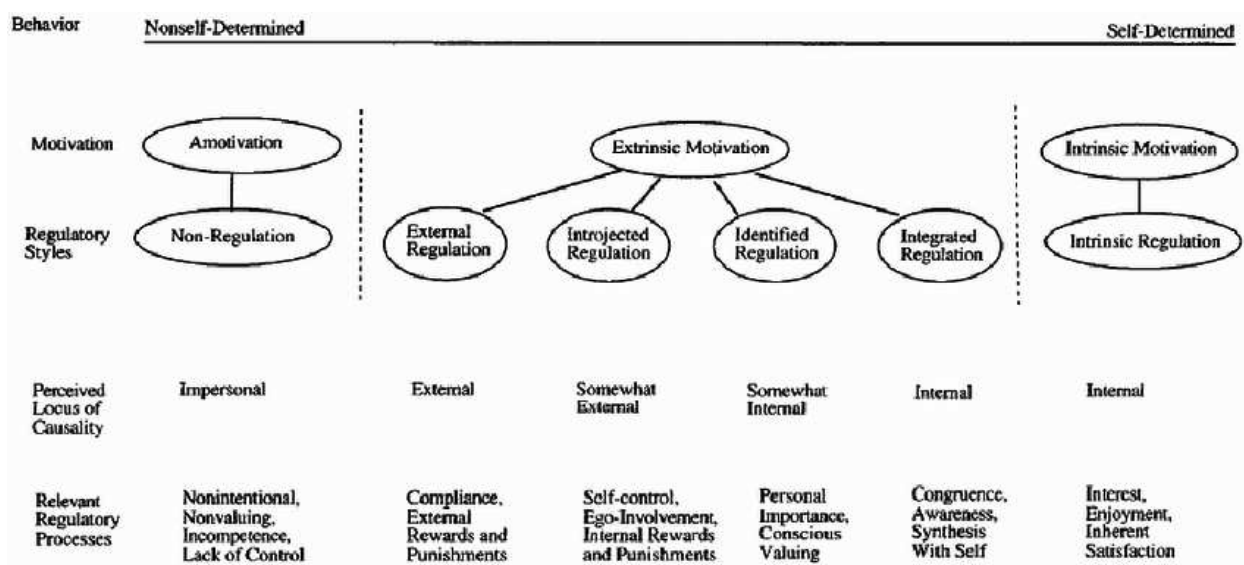 Behavior
Nonself-Determined
Self-Determined
Motivation
Amotivation
Extrinsic Motivation
Intrinsic Motivation
Regulatory
Styles
Non-Regulation
External
Regulation
Introjected
Regulation
Identified
Regulation
Integrated
Regulation
Intrinsic Regulation
Perceived
Locus of
Causality
Impersonal
External
Somewhat
External
Somewhat
Internal
Internal
Internal
Relevant
Regulatory
Processes
Nonintentional,
Nonvaluing,
Incompetence,
Lack of Control
Compliance,
External
Rewards and
Punishments
Self-control,
Ego-Involvement,
Internal Rewards
and Punishments
Personal
Importance,
Conscious
Valuing
Congruence,
Awareness,
Synthesis
With Self
Interest,
Enjoyment,
Inherent
Satisfaction